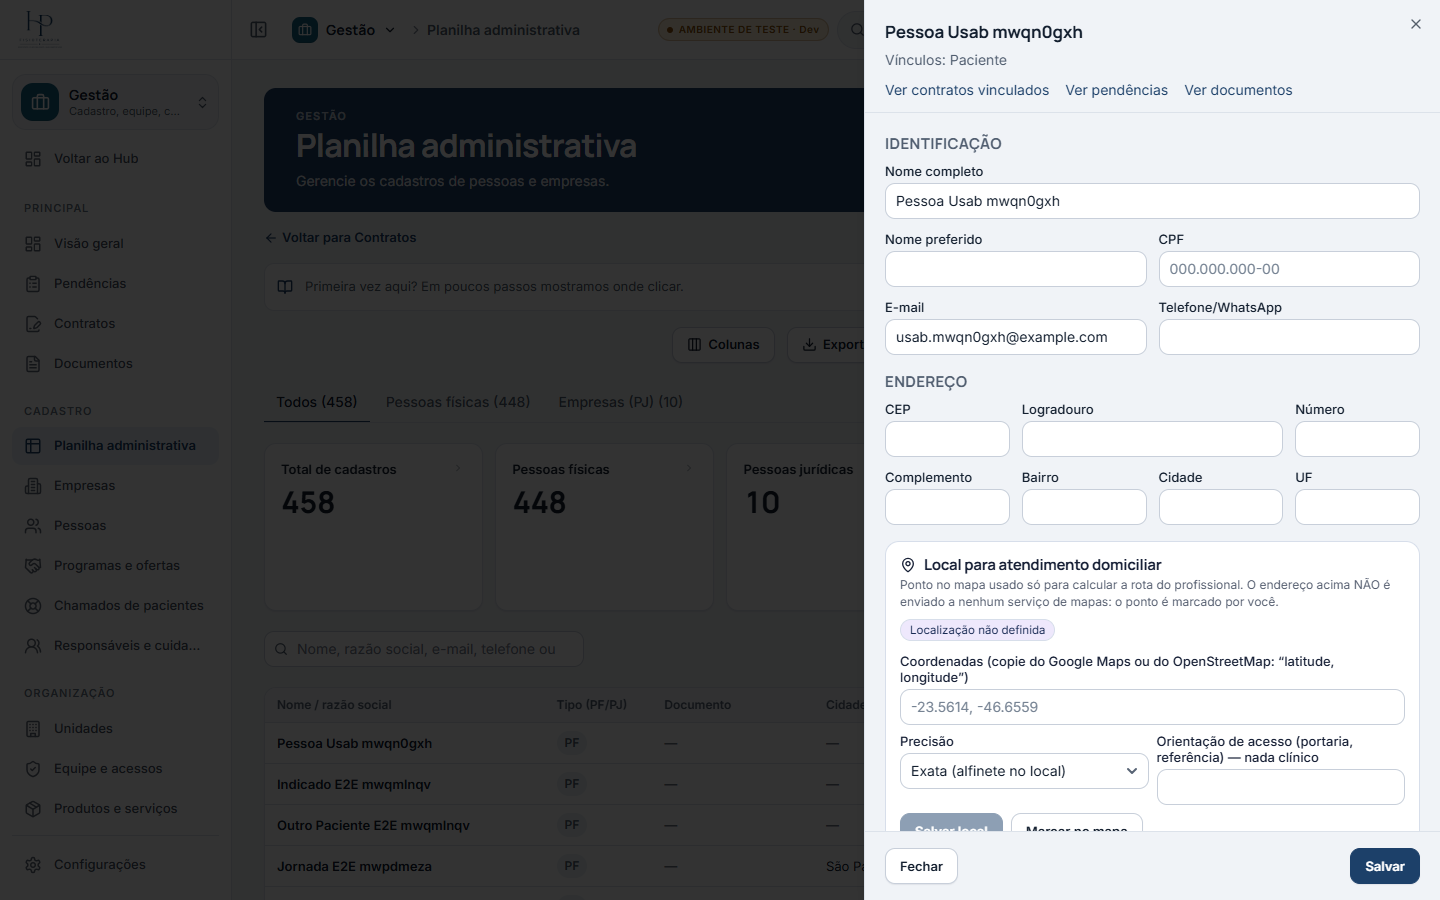 HP
Gestão
Cadastro, equipe, c...
Voltar ao Hub
PRINCIPAL
Visão geral
Pendências
Contratos
Documentos
CADASTRO
Planilha administrativa
Empresas
Pessoas
Programas e ofertas
Chamados de pacientes
Responsáveis e cuida...
ORGANIZAÇÃO
Unidades
Equipe e acessos
Produtos e serviços
Configurações
Gestão
Planilha administrativa
AMBIENTE DE TESTE · Dev
GESTÃO
Planilha administrativa
Gerencie os cadastros de pessoas e empresas.
Voltar para Contratos
Primeira vez aqui? Em poucos passos mostramos onde clicar.
Colunas
Export
Todos (458)
Pessoas físicas (448)
Empresas (PJ) (10)
Total de cadastros
458
Pessoas físicas
448
Pessoas jurídicas
10
Nome, razão social, e-mail, telefone ou
Nome / razão social Tipo (PF/PJ) Documento Cidade
Pessoa Usab mwqn0gxh PF — —
Indicado E2E mwqmlnqv PF — —
Outro Paciente E2E mwqmlnqv PF — —
Jornada E2E mwpdmeza PF — São Pa
Pessoa Usab mwqn0gxh
Vínculos: Paciente
Ver contratos vinculados Ver pendências Ver documentos
IDENTIFICAÇÃO
Nome completo
Pessoa Usab mwqn0gxh
Nome preferido
CPF
000.000.000-00
E-mail
usab.mwqn0gxh@example.com
Telefone/WhatsApp
ENDEREÇO
CEP
Logradouro
Número
Complemento
Bairro
Cidade
UF
Local para atendimento domiciliar
Ponto no mapa usado só para calcular a rota do profissional. O endereço acima NÃO é
enviado a nenhum serviço de mapas: o ponto é marcado por você.
Localização não definida
Coordenadas (copie do Google Maps ou do OpenStreetMap: “latitude,
longitude”)
-23.5614, -46.6559
Precisão
Exata (alfinete no local)
Orientação de acesso (portaria,
referência) — nada clínico
Salvar local
Marcar no mapa
Fechar
Salvar